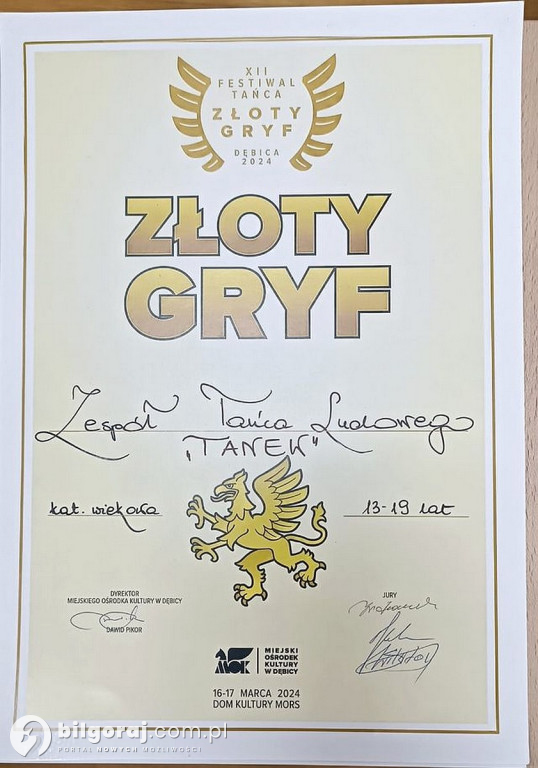 XII
FESTIWAL
TAŃCA
ZŁOTY
GRYF
DĘBICA
2024
ZŁOTY
GRYF
Zespół Tańca Ludowego
„TANEW"
kat. wiekowa 13-19 lat
DYREKTOR
MIEJSKIEGO OŚRODKA KULTURY W DĘBICY
DAWID PIKOR
JURY
MOK
MIEJSKI
OŚRODEK
KULTURY
W DĘBICY
16-17 MARCA 2024
DOM KULTURY MORS
bilgoraj.com.pl
PORTAL NOWYCH MOŻLIWOŚCI